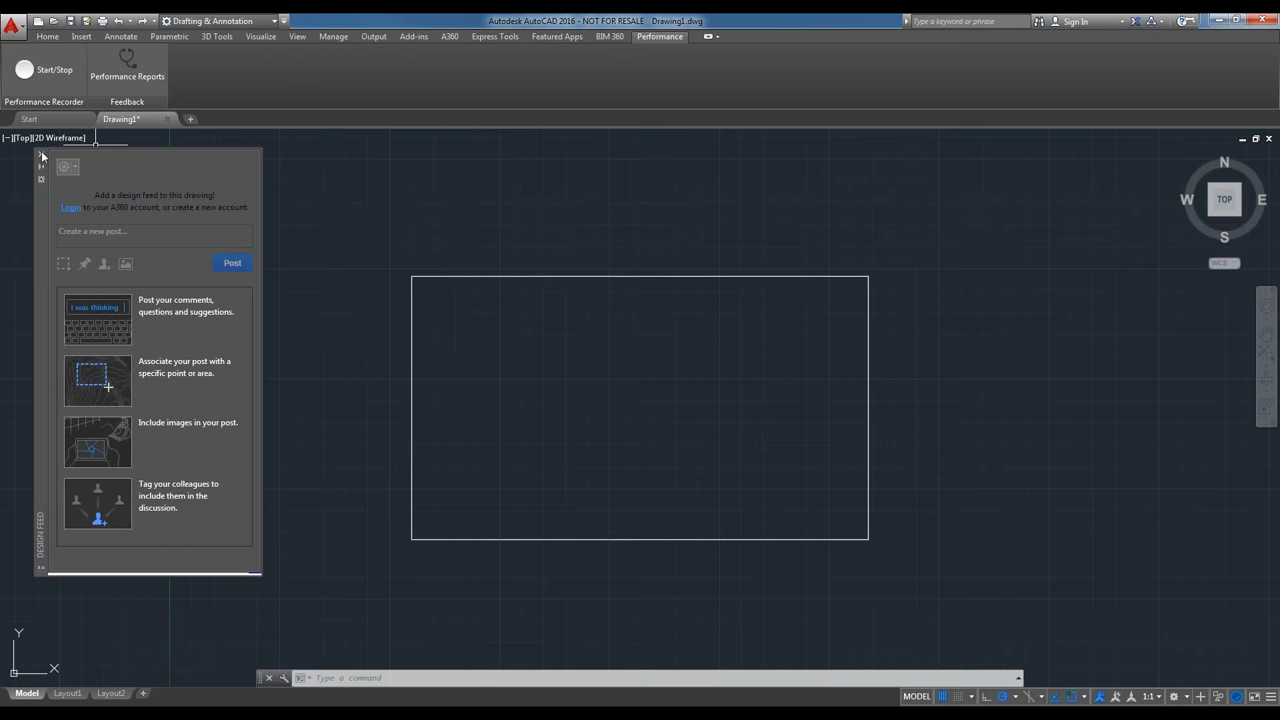 Drafting & Annotation
Autodesk AutoCAD 2016 - NOT FOR RESALE Drawing1.dwg
Type a keyword or phrase
Sign In
Home Insert Annotate Parametric 3D Tools Visualize View Manage Output Add-ins A360 Express Tools Featured Apps BIM 360 Performance
Start/Stop
Performance Reports
Performance Recorder
Feedback
Start
Drawing1*
[−][Top][2D Wireframe]
N
W
TOP
E
S
WCS
Add a design feed to this drawing!
Login to your A360 account, or create a new account.
Create a new post...
Post
I was thinking
Post your comments,
questions and suggestions.
Associate your post with a
specific point or area.
Include images in your post.
Tag your colleagues to
include them in the
discussion.
DESIGN FEED
Y
X
Type a command
Model Layout1 Layout2
MODEL
1:1